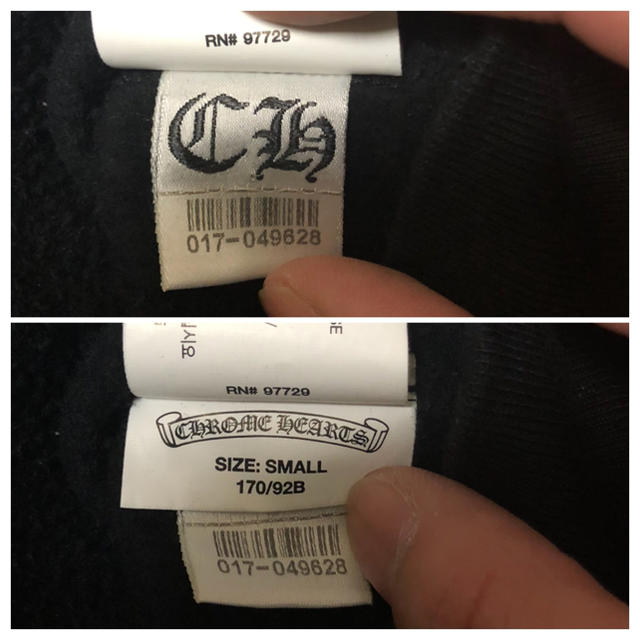 RN# 97729
CH
017-049628
RN# 97729
CHROME HEARTS
SIZE: SMALL
170/92B
017-049628